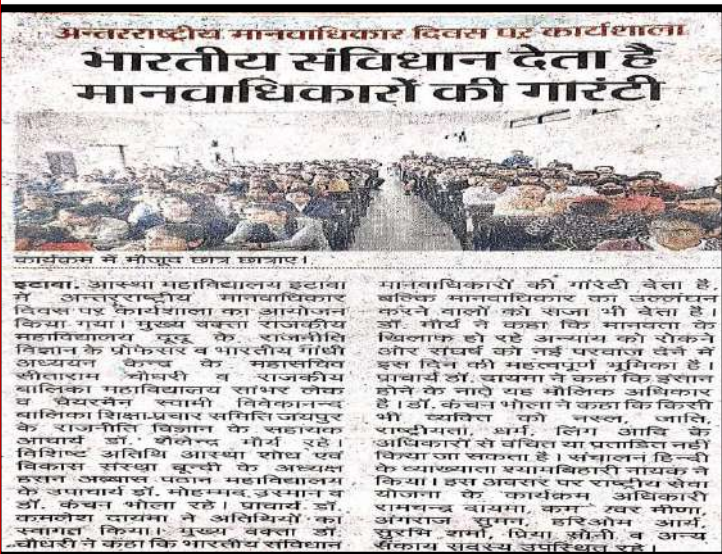 अन्तरराष्ट्रीय मानवाधिकार दिवस पर कार्यशाला
भारतीय संविधान देता है
मानवाधिकारों की गारंटी
कार्यक्रम में मौजूद छात्र छात्राएं।
इटावा. आस्था महाविद्यालय इटावा
में अन्तरराष्ट्रीय मानवाधिकार
दिवस पर कार्यशाला का आयोजन
किया गया। मुख्य वक्ता राजकीय
महाविद्यालय दूदू के राजनीति
विज्ञान के प्रोफेसर व भारतीय गांधी
अध्ययन केन्द्र के महासचिव
सीताराम चौधरी व राजकीय
बालिका महाविद्यालय सांभर लेक
व चेयरमैन स्वामी विवेकानन्द
बालिका शिक्षा प्रचार समिति जयपुर
के राजनीति विज्ञान के सहायक
आचार्य डॉ. शैलेन्द्र मौर्य रहे।
विशिष्ट अतिथि आस्था शोध एवं
विकास संस्था बून्दी के अध्यक्ष
हसन अब्बास पठान महाविद्यालय
के उपाचार्य डॉ. मोहम्मद उस्मान व
डॉ. कंचन भोला रहे। प्राचार्य डॉ.
कमलेश दायमा ने अतिथियों का
स्वागत किया। मुख्य वक्ता डॉ.
चौधरी ने कहा कि भारतीय संविधान
मानवाधिकारों की गारंटी देता है,
बल्कि मानवाधिकार का उल्लंघन
करने वालों को सजा भी देता है।
डॉ. मौर्य ने कहा कि मानवता के
खिलाफ हो रहे अन्याय को रोकने
और संघर्ष को नई परवाज देने में
इस दिन की महत्वपूर्ण भूमिका है।
प्राचार्य डॉ. दायमा ने कहा कि इंसान
होने के नाते यह मौलिक अधिकार
है। डॉ. कंचन भोला ने कहा कि किसी
भी व्यक्ति को नस्ल, जाति,
राष्ट्रीयता, धर्म, लिंग आदि के
अधिकारों से वंचित या प्रताडित नहीं
किया जा सकता है। संचालन हिन्दी
के व्याख्याता श्यामबिहारी नायक ने
किया। इस अवसर पर राष्ट्रीय सेवा
योजना के कार्यक्रम अधिकारी
रामचन्द्र दायमा, मीणा,
अंगराज सुमन, हरिओम आर्य,
सुरभि शर्मा, प्रिया सोनी व अन्य
संकाय सदस्य उपस्थित रहे।